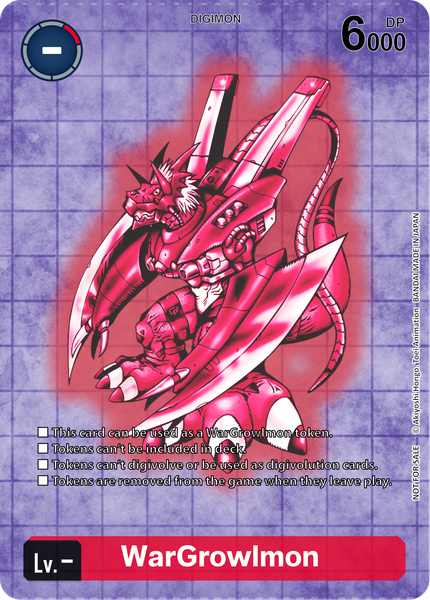 DIGIMON
-
DP
6000
■ This card can be used as a WarGrowlmon token.
■ Tokens can't be included in deck.
■ Tokens can't digivolve or be used as digivolution cards.
■ Tokens are removed from the game when they leave play.
NOT FOR SALE ©Akiyoshi Hongo, Toei Animation BANDAI MADE IN JAPAN
Lv.-
WarGrowlmon